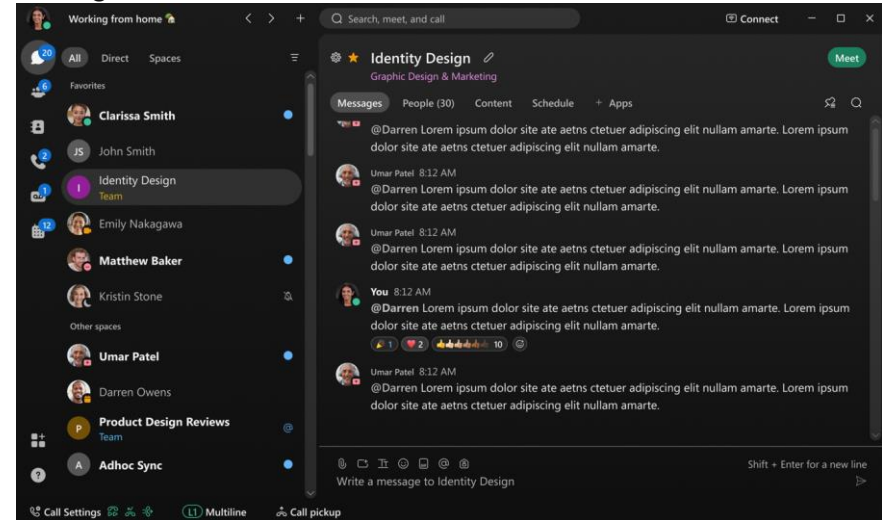 Working from home
Search, meet, and call
Connect
20
All Direct Spaces
6
Favorites
Clarissa Smith
JS John Smith
2
I Identity Design
Team
1
Emily Nakagawa
12
Matthew Baker
Kristin Stone
Other spaces
Umar Patel
Darren Owens
P Product Design Reviews
Team
@
A Adhoc Sync
?
Call Settings
L1 Multiline
Call pickup
Identity Design
Graphic Design & Marketing
Meet
Messages People (30) Content Schedule + Apps
@Darren Lorem ipsum dolor site ate aetns ctetuer adipiscing elit nullam amarte. Lorem ipsum
dolor site ate aetns ctetuer adipiscing elit nullam amarte.
Umar Patel 8:12 AM
@Darren Lorem ipsum dolor site ate aetns ctetuer adipiscing elit nullam amarte. Lorem ipsum
dolor site ate aetns ctetuer adipiscing elit nullam amarte.
Umar Patel 8:12 AM
@Darren Lorem ipsum dolor site ate aetns ctetuer adipiscing elit nullam amarte. Lorem ipsum
dolor site ate aetns ctetuer adipiscing elit nullam amarte.
You 8:12 AM
@Darren Lorem ipsum dolor site ate aetns ctetuer adipiscing elit nullam amarte. Lorem ipsum
dolor site ate aetns ctetuer adipiscing elit nullam amarte.
1 2 10
Umar Patel 8:12 AM
@Darren Lorem ipsum dolor site ate aetns ctetuer adipiscing elit nullam amarte. Lorem ipsum
dolor site ate aetns ctetuer adipiscing elit nullam amarte.
Shift + Enter for a new line
Write a message to Identity Design